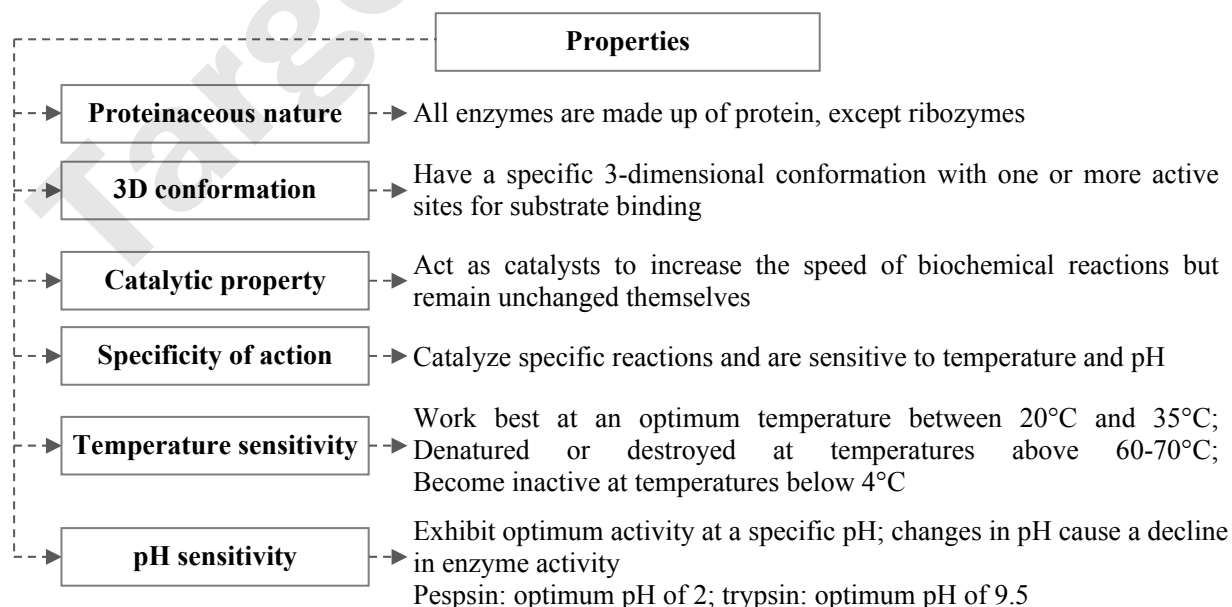 Properties
Proteinaceous nature
All enzymes are made up of protein, except ribozymes
3D conformation
Have a specific 3-dimensional conformation with one or more active
sites for substrate binding
Catalytic property
Act as catalysts to increase the speed of biochemical reactions but
remain unchanged themselves
Specificity of action
Catalyze specific reactions and are sensitive to temperature and pH
Temperature sensitivity
Work best at an optimum temperature between 20°C and 35°C;
Denatured or destroyed at temperatures above 60-70°C;
Become inactive at temperatures below 4°C
pH sensitivity
Exhibit optimum activity at a specific pH; changes in pH cause a decline
in enzyme activity
Pespsin: optimum pH of 2; trypsin: optimum pH of 9.5